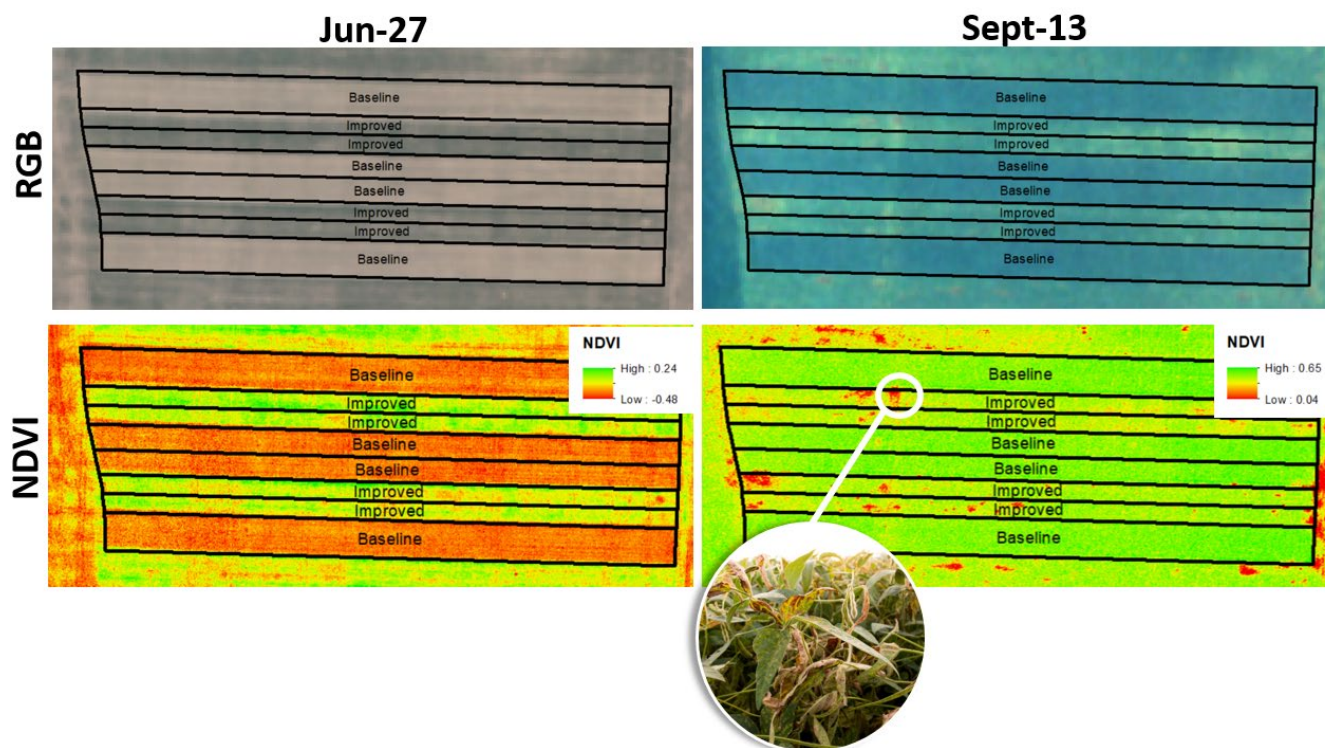 Jun-27
Sept-13
RGB
Baseline
Improved
Improved
Baseline
Baseline
Improved
Improved
Baseline
Baseline
Improved
Improved
Baseline
Baseline
Improved
Improved
Baseline
NDVI
NDVI
High : 0.24
Low : -0.48
Baseline
Improved
Improved
Baseline
Baseline
Improved
Improved
Baseline
NDVI
High : 0.65
Low : 0.04
Baseline
Improved
Improved
Baseline
Baseline
Improved
Improved
Baseline